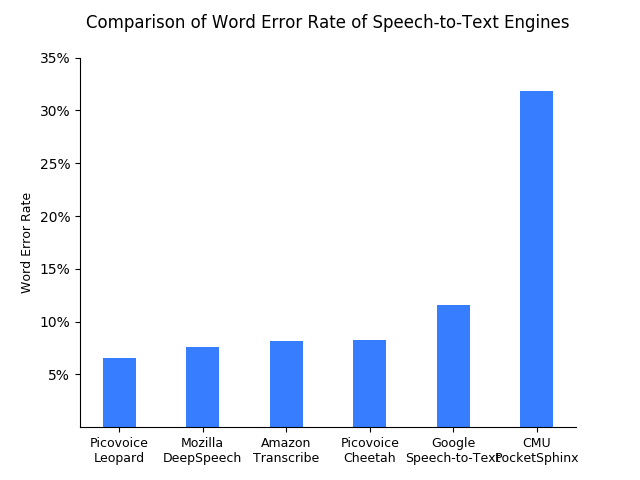 Comparison of Word Error Rate of Speech-to-Text Engines
35%
30%
25%
20%
15%
10%
5%
Word Error Rate
Picovoice
Leopard
Mozilla
DeepSpeech
Amazon
Transcribe
Picovoice
Cheetah
Google
Speech-to-Text
CMU
PocketSphinx